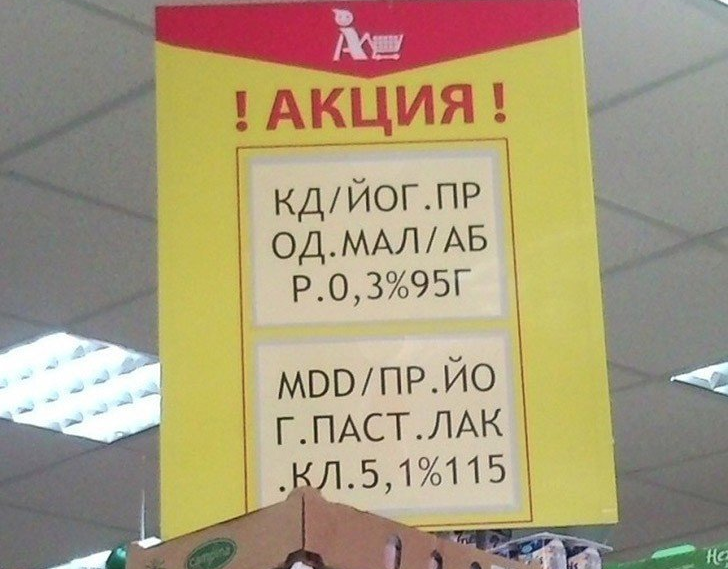 ! АКЦИЯ !
КД/ЙОГ.ПР
ОД.МАЛ/АБ
Р.0,3%95Г
MDD/ПР.ЙО
Г.ПАСТ.ЛАК
.КЛ.5,1%115